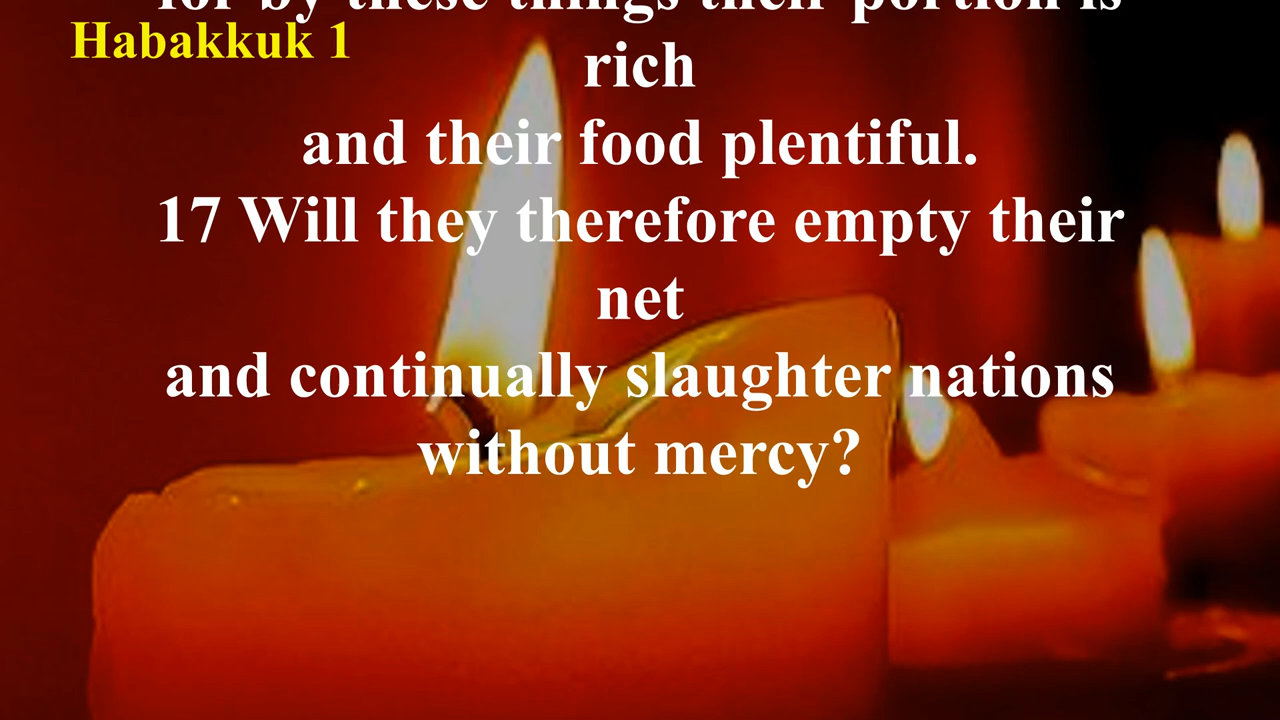 for by these things their portion is
Habakkuk 1
rich
and their food plentiful.
17 Will they therefore empty their
net
and continually slaughter nations
without mercy?